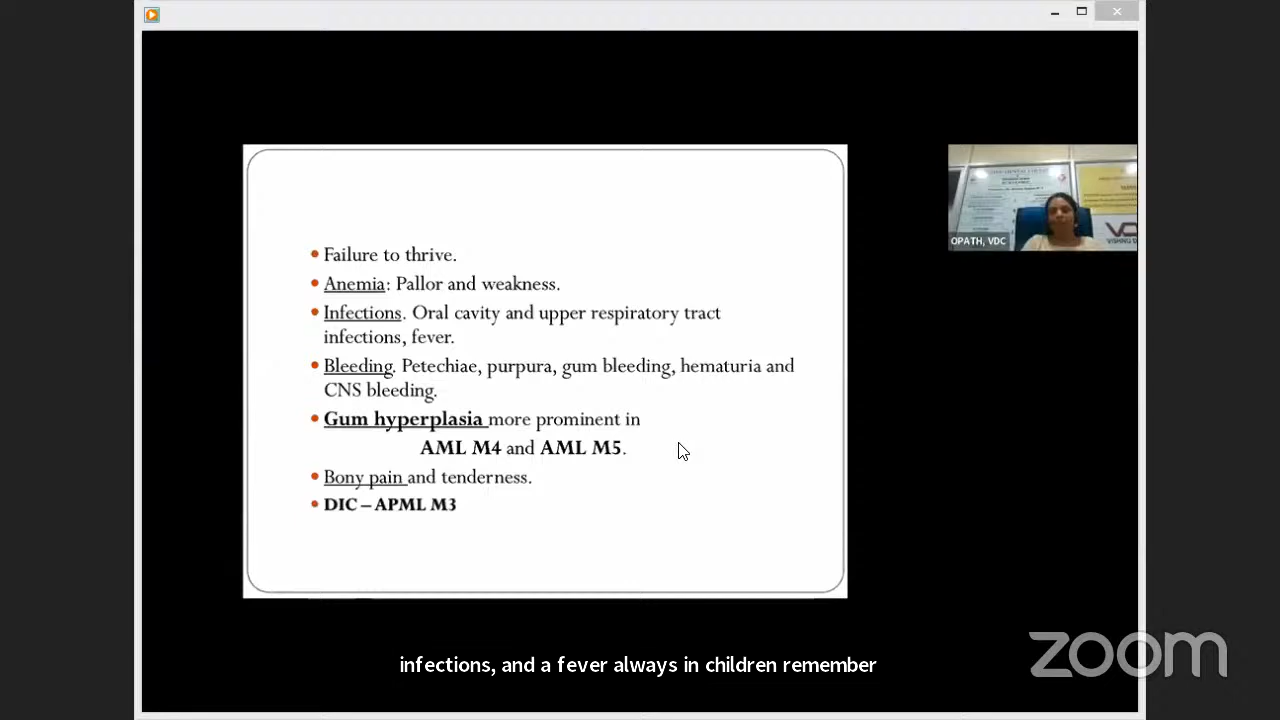 Failure to thrive.
Anemia: Pallor and weakness.
Infections. Oral cavity and upper respiratory tract
infections, fever.
Bleeding. Petechiae, purpura, gum bleeding, hematuria and
CNS bleeding.
Gum hyperplasia more prominent in
AML M4 and AML M5.
Bony pain and tenderness.
DIC – APML M3
OPATH, VDC
infections, and a fever always in children remember
zoom